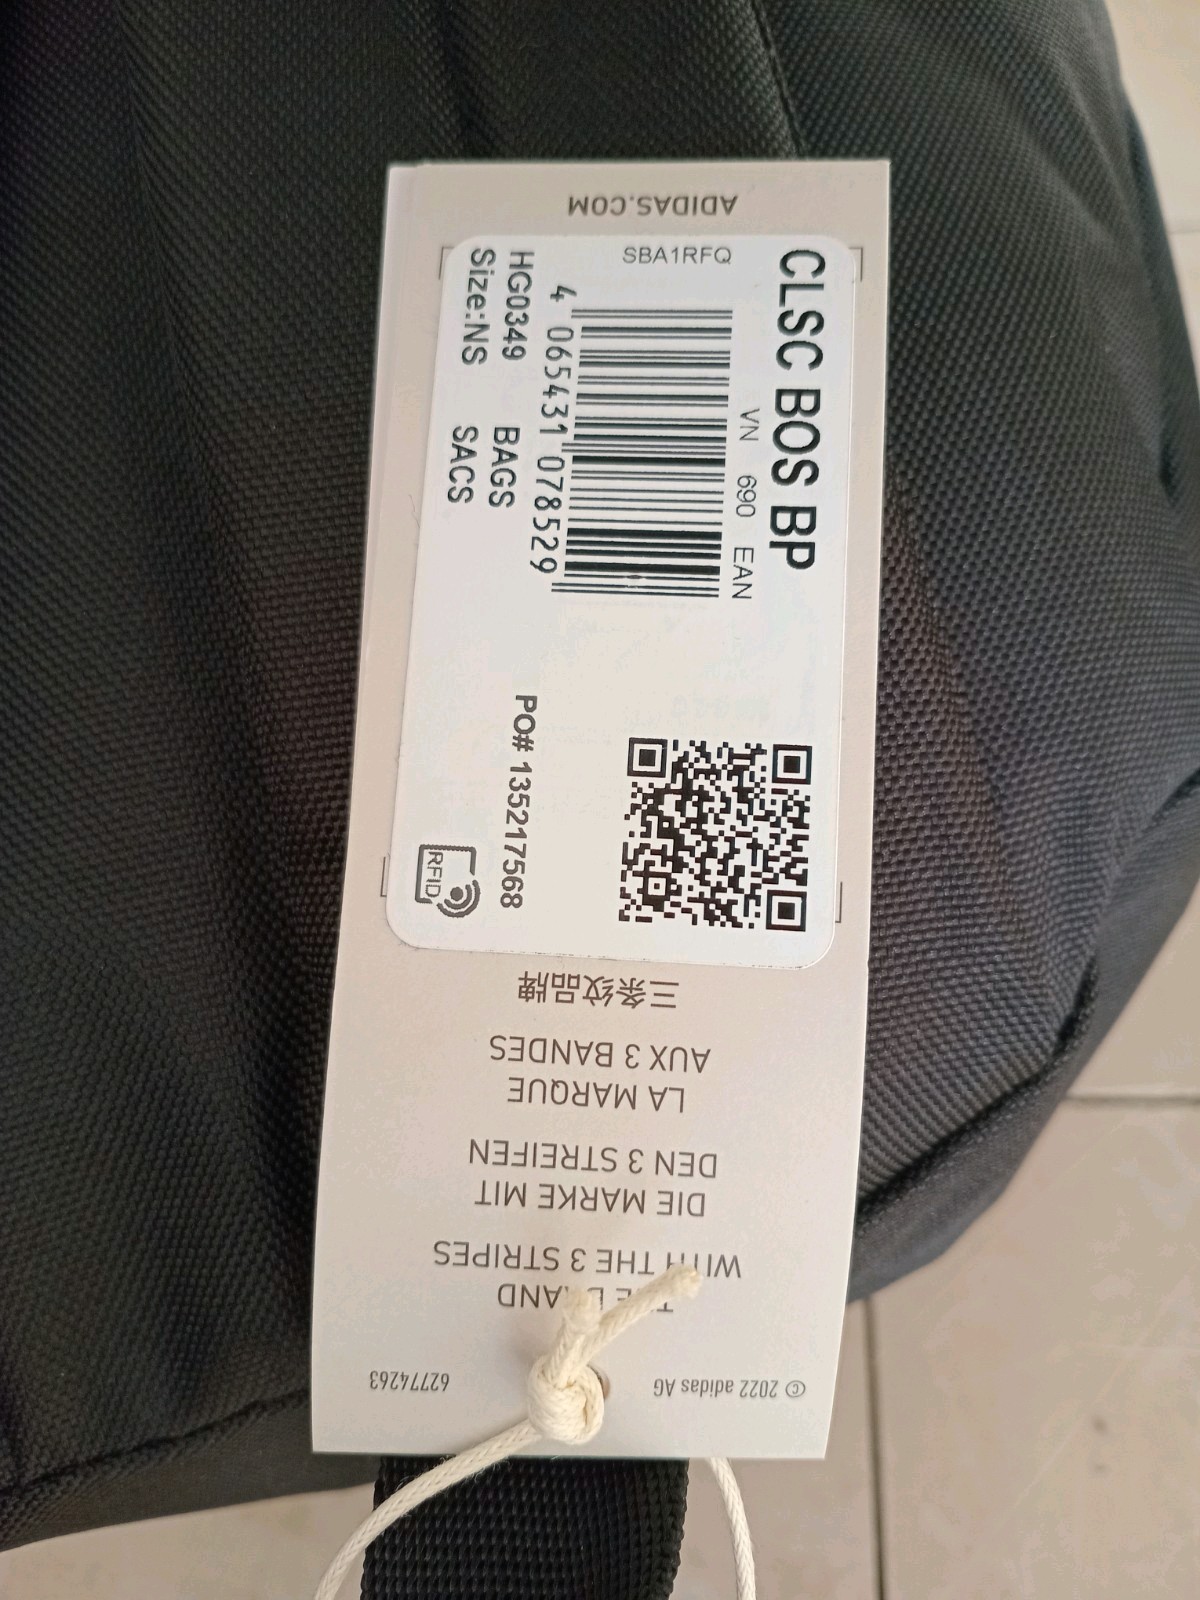 ADIDAS.COM
SBA1RFQ
CLSC BOS BP
VN 690 EAN
4 065431 078529
HG0349 BAGS
Size:NS SACS
PO# 135217568
RFID
三条纹品牌
AUX 3 BANDES
LA MARQUE
DEN 3 STREIFEN
DIE MARKE MIT
WITH THE 3 STRIPES
© 2022 adidas AG
62774263